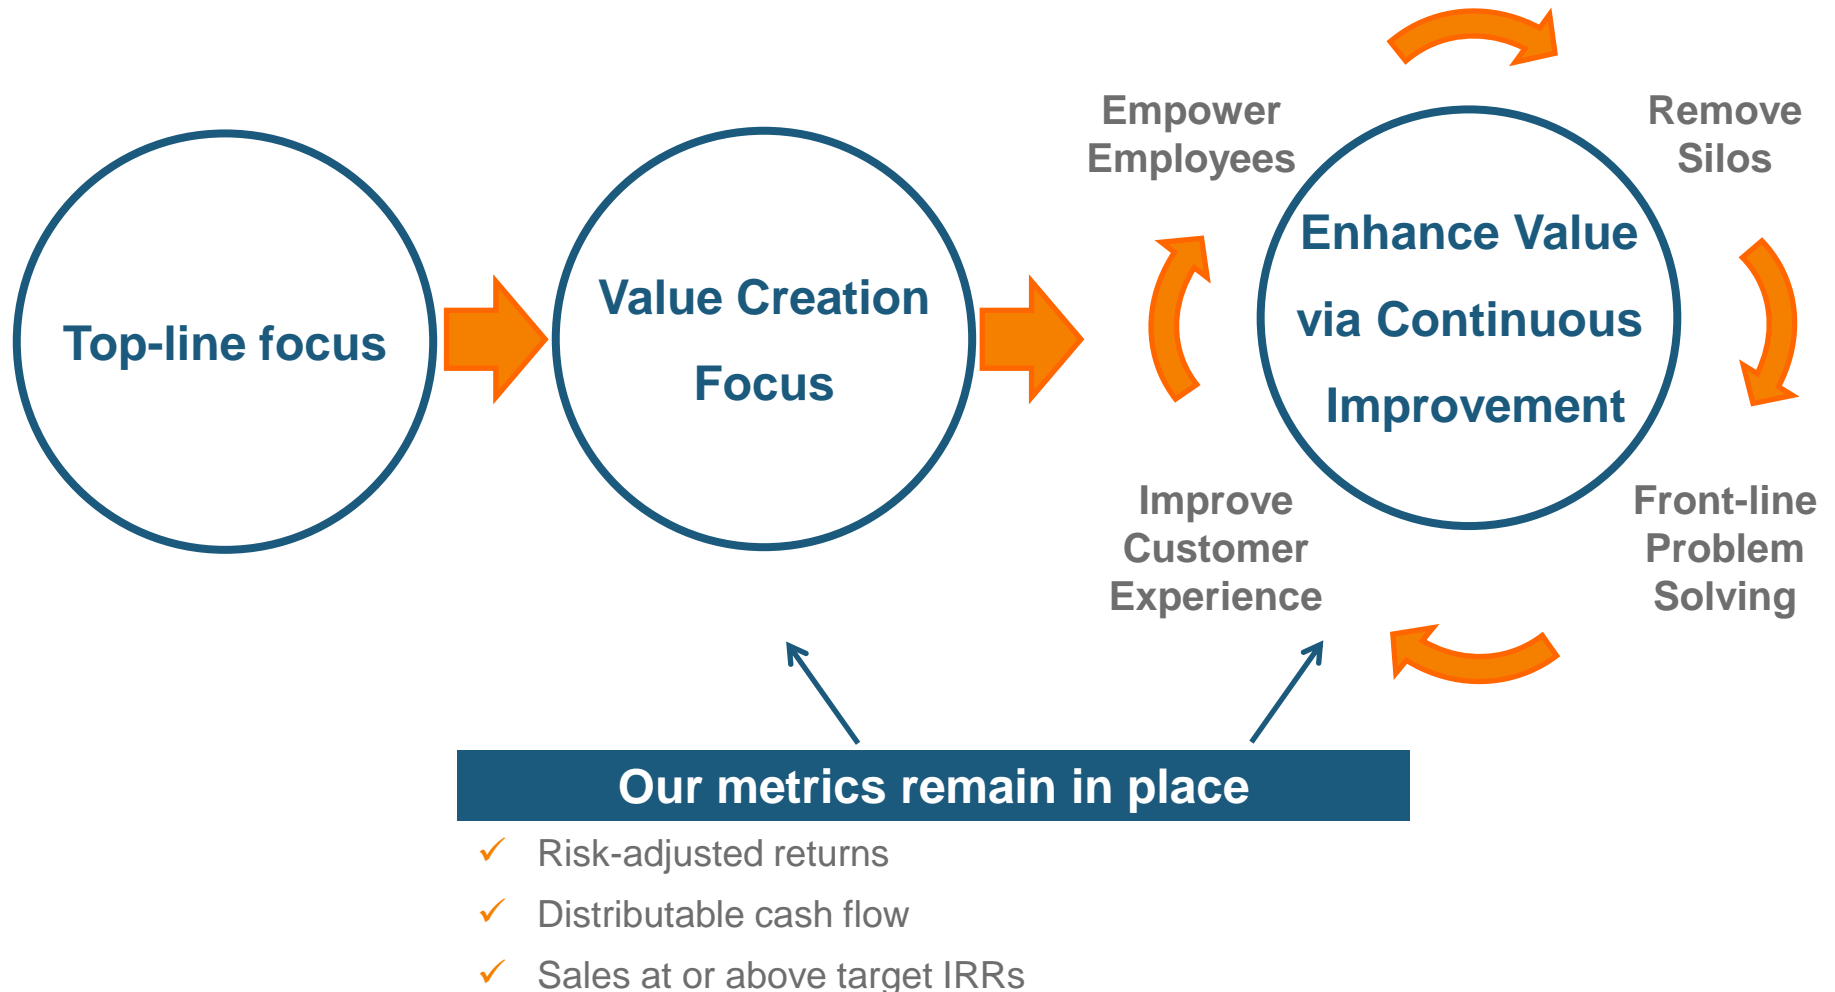 Top-line focus
Value Creation
Focus
Empower
Employees
Remove
Silos
Enhance Value
via Continuous
Improvement
Improve
Customer
Experience
Front-line
Problem
Solving
Our metrics remain in place
✓ Risk-adjusted returns
✓ Distributable cash flow
✓ Sales at or above target IRRs